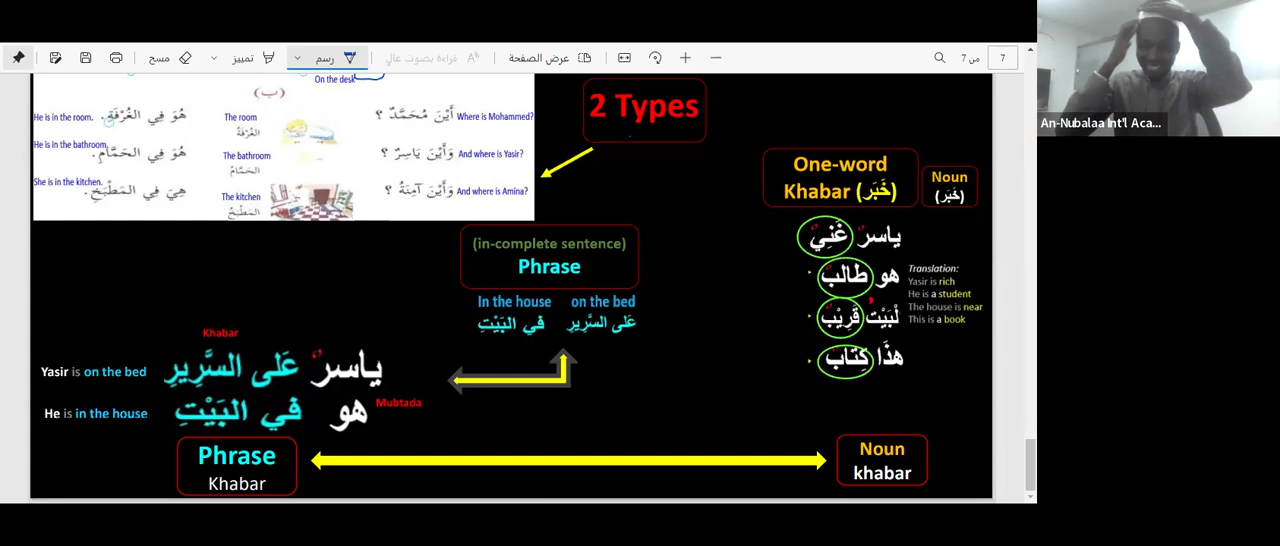 مسح
تمييز
رسم
قراءة بصوت عالٍ
عرض الصفحة
من 7
7
An-Nubalaa Int'l Aca...
On the desk
(ب)
أَيْنَ مُحَمَّدٌ ؟ Where is Mohammed?
The room
الغُرْفَةُ
هُوَ فِي الغُرْفَةِ. He is in the room.
وَأَيْنَ يَاسِرٌ ؟ And where is Yasir?
The bathroom
الحَمَّامُ
هُوَ فِي الحَمَّامِ. He is in the bathroom.
وَأَيْنَ آمِنَةُ ؟ And where is Amina?
The kitchen
المَطْبَخُ
هِيَ فِي المَطْبَخِ. She is in the kitchen.
2 Types
One-word
Khabar (خَبَر)
Noun
(خَبَر)
ياسرٌ غَنِيٌّ
هو طالبٌ
لْبَيْتُ قَرِيْبٌ
هذَا كِتَابٌ
Translation:
Yasir is rich
He is a student
The house is near
This is a book
(in-complete sentence)
Phrase
In the house on the bed
عَلى السَّرِيرِ في البَيْتِ
Khabar
ياسرٌ عَلى السَّرِيرِ
Yasir is on the bed
Mubtada
هو في البَيْتِ
He is in the house
Phrase
Khabar
Noun
khabar